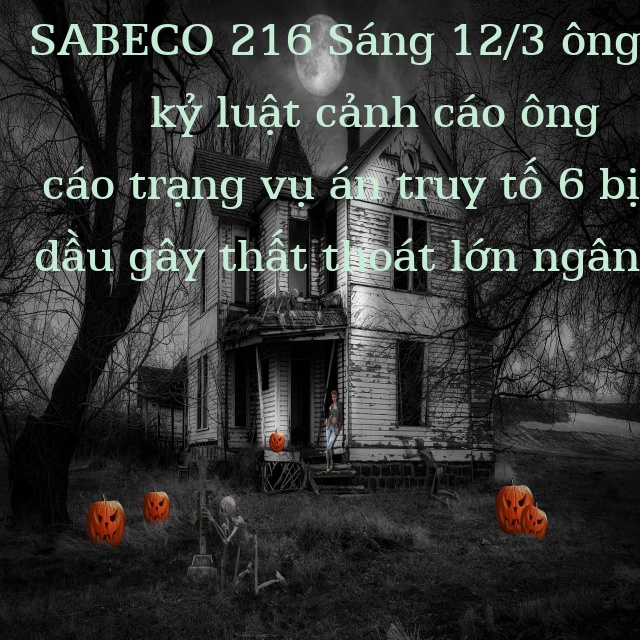 SABECO 216 Sáng 12/3 ông
kỷ luật cảnh cáo ông
cáo trạng vụ án truy tố 6 bị
dầu gây thất thoát lớn ngân